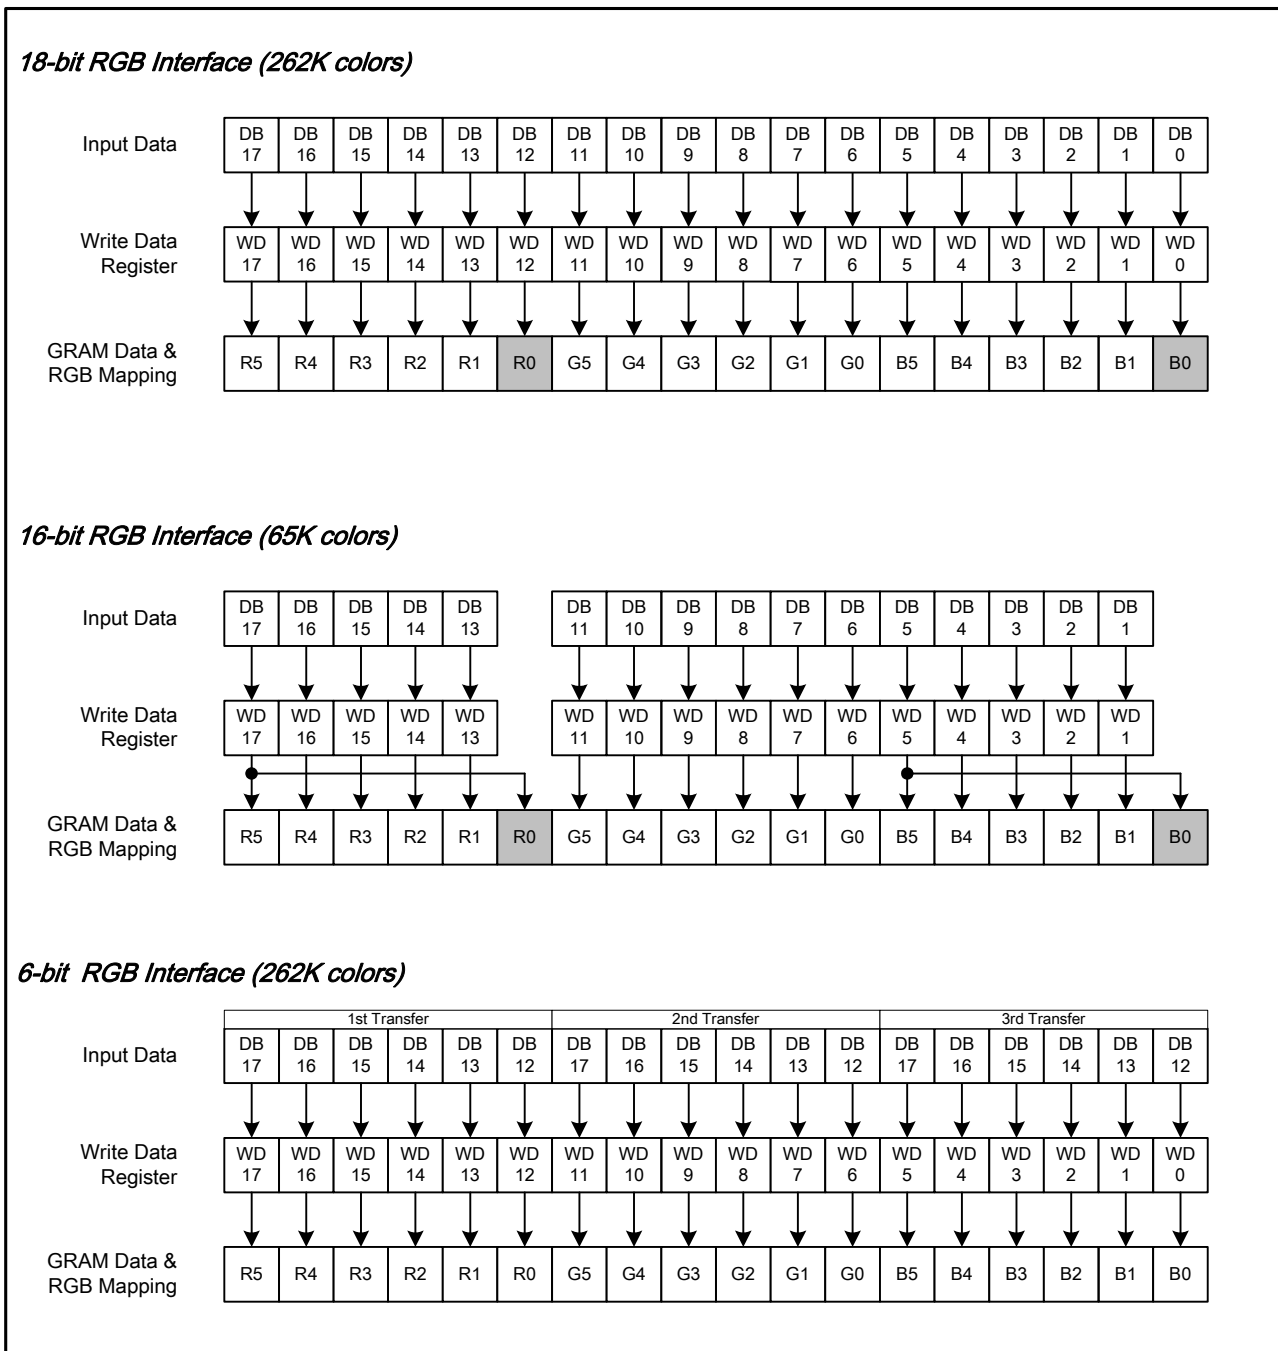 18-bit RGB Interface (262K colors)
Input Data DB 17 DB 16 DB 15 DB 14 DB 13 DB 12 DB 11 DB 10 DB 9 DB 8 DB 7 DB 6 DB 5 DB 4 DB 3 DB 2 DB 1 DB 0
Write Data Register WD 17 WD 16 WD 15 WD 14 WD 13 WD 12 WD 11 WD 10 WD 9 WD 8 WD 7 WD 6 WD 5 WD 4 WD 3 WD 2 WD 1 WD 0
GRAM Data & RGB Mapping R5 R4 R3 R2 R1 R0 G5 G4 G3 G2 G1 G0 B5 B4 B3 B2 B1 B0
16-bit RGB Interface (65K colors)
Input Data DB 17 DB 16 DB 15 DB 14 DB 13 DB 11 DB 10 DB 9 DB 8 DB 7 DB 6 DB 5 DB 4 DB 3 DB 2 DB 1
Write Data Register WD 17 WD 16 WD 15 WD 14 WD 13 WD 11 WD 10 WD 9 WD 8 WD 7 WD 6 WD 5 WD 4 WD 3 WD 2 WD 1
GRAM Data & RGB Mapping R5 R4 R3 R2 R1 R0 G5 G4 G3 G2 G1 G0 B5 B4 B3 B2 B1 B0
6-bit RGB Interface (262K colors)
1st Transfer 2nd Transfer 3rd Transfer
Input Data DB 17 DB 16 DB 15 DB 14 DB 13 DB 12 DB 17 DB 16 DB 15 DB 14 DB 13 DB 12 DB 17 DB 16 DB 15 DB 14 DB 13 DB 12
Write Data Register WD 17 WD 16 WD 15 WD 14 WD 13 WD 12 WD 11 WD 10 WD 9 WD 8 WD 7 WD 6 WD 5 WD 4 WD 3 WD 2 WD 1 WD 0
GRAM Data & RGB Mapping R5 R4 R3 R2 R1 R0 G5 G4 G3 G2 G1 G0 B5 B4 B3 B2 B1 B0